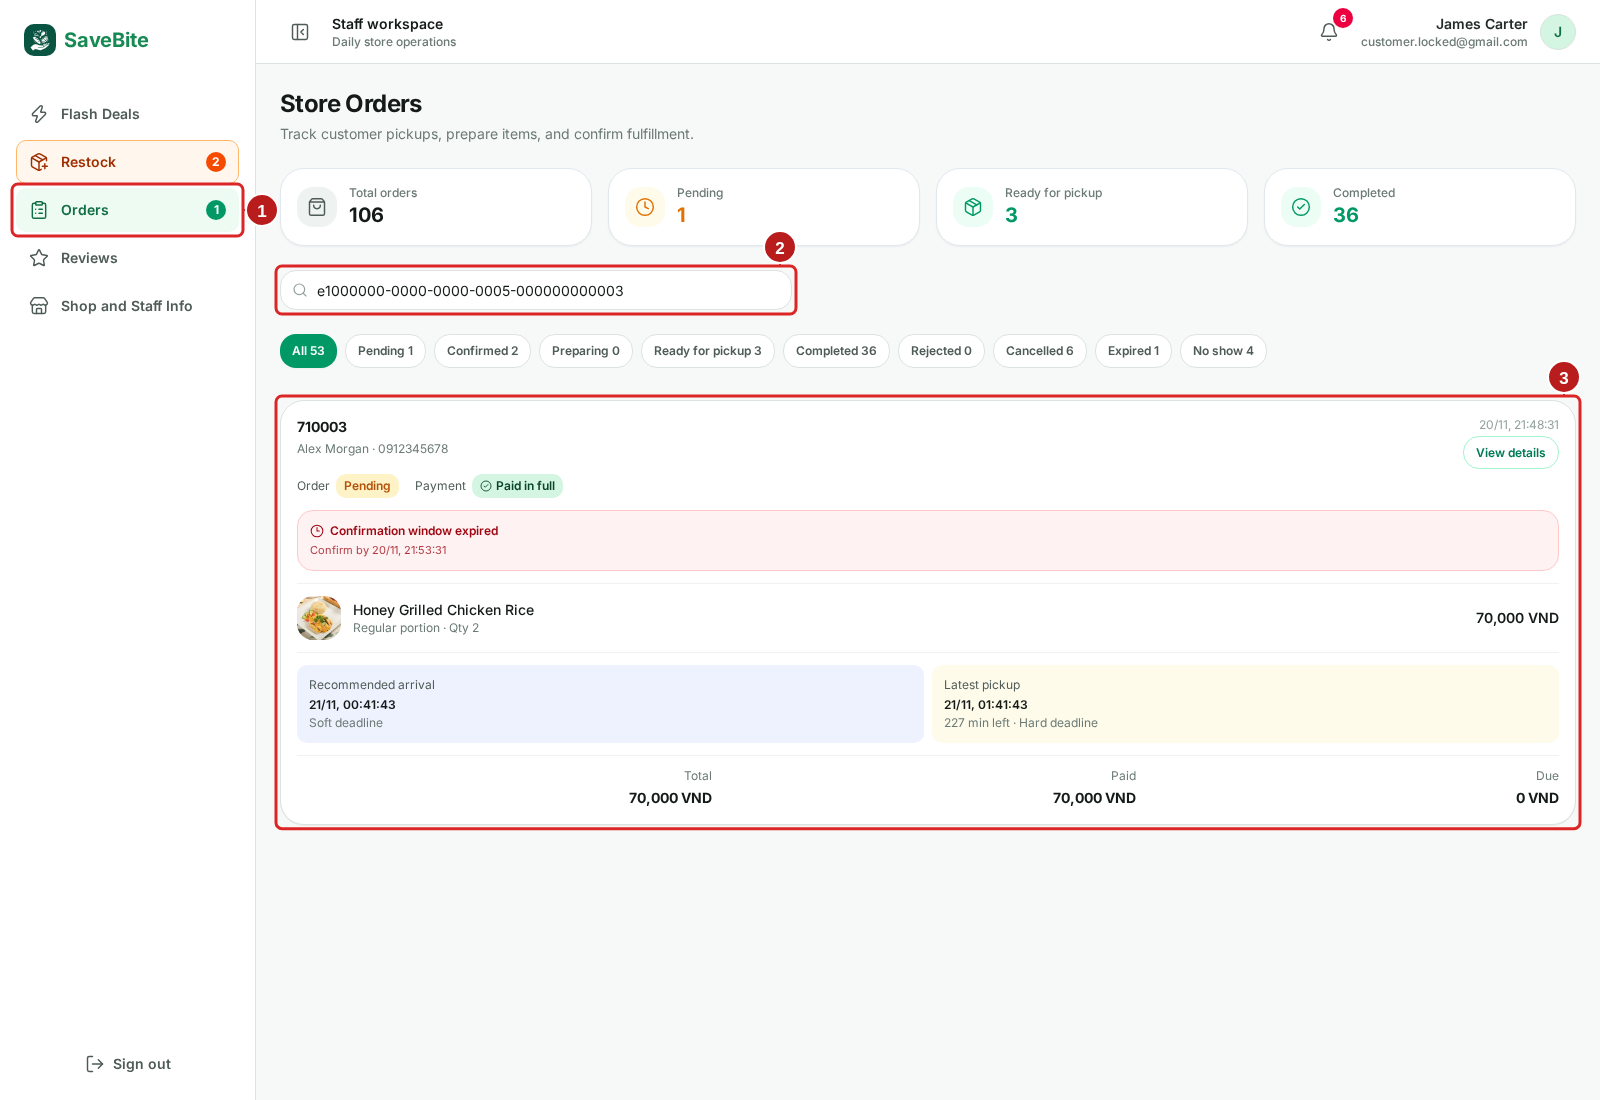 SaveBite
Staff workspace
Daily store operations
6
James Carter
customer.locked@gmail.com
J
Flash Deals
Restock
2
Orders
1
1
Reviews
Shop and Staff Info
Sign out
Store Orders
Track customer pickups, prepare items, and confirm fulfillment.
Total orders
106
Pending
1
Ready for pickup
3
Completed
36
2
e1000000-0000-0000-0005-000000000003
All 53
Pending 1
Confirmed 2
Preparing 0
Ready for pickup 3
Completed 36
Rejected 0
Cancelled 6
Expired 1
No show 4
3
710003
20/11, 21:48:31
Alex Morgan · 0912345678
View details
Order
Pending
Payment
Paid in full
Confirmation window expired
Confirm by 20/11, 21:53:31
Honey Grilled Chicken Rice
Regular portion · Qty 2
70,000 VND
Recommended arrival
21/11, 00:41:43
Soft deadline
Latest pickup
21/11, 01:41:43
227 min left · Hard deadline
Total
70,000 VND
Paid
70,000 VND
Due
0 VND